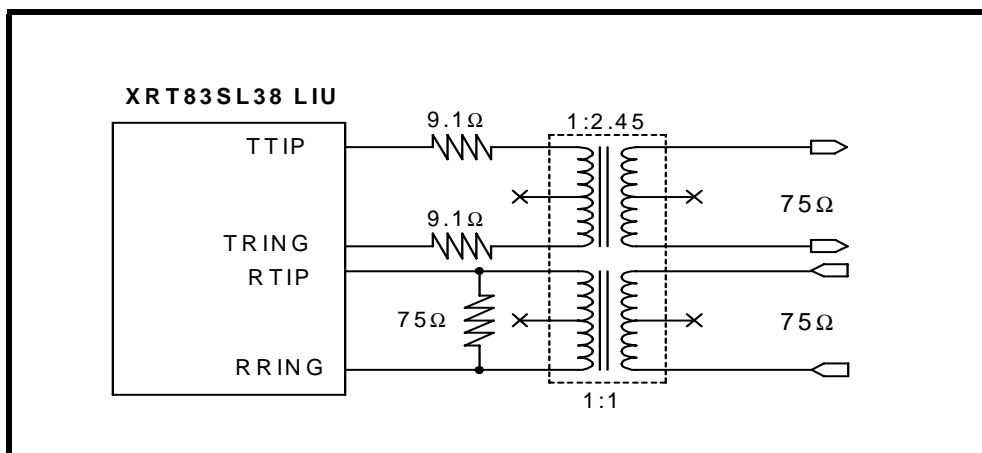 XRT83SL38 LIU
9.1Ω
1:2.45
TTIP
75Ω
9.1Ω
TRING
RTIP
75Ω
75Ω
RRING
1:1